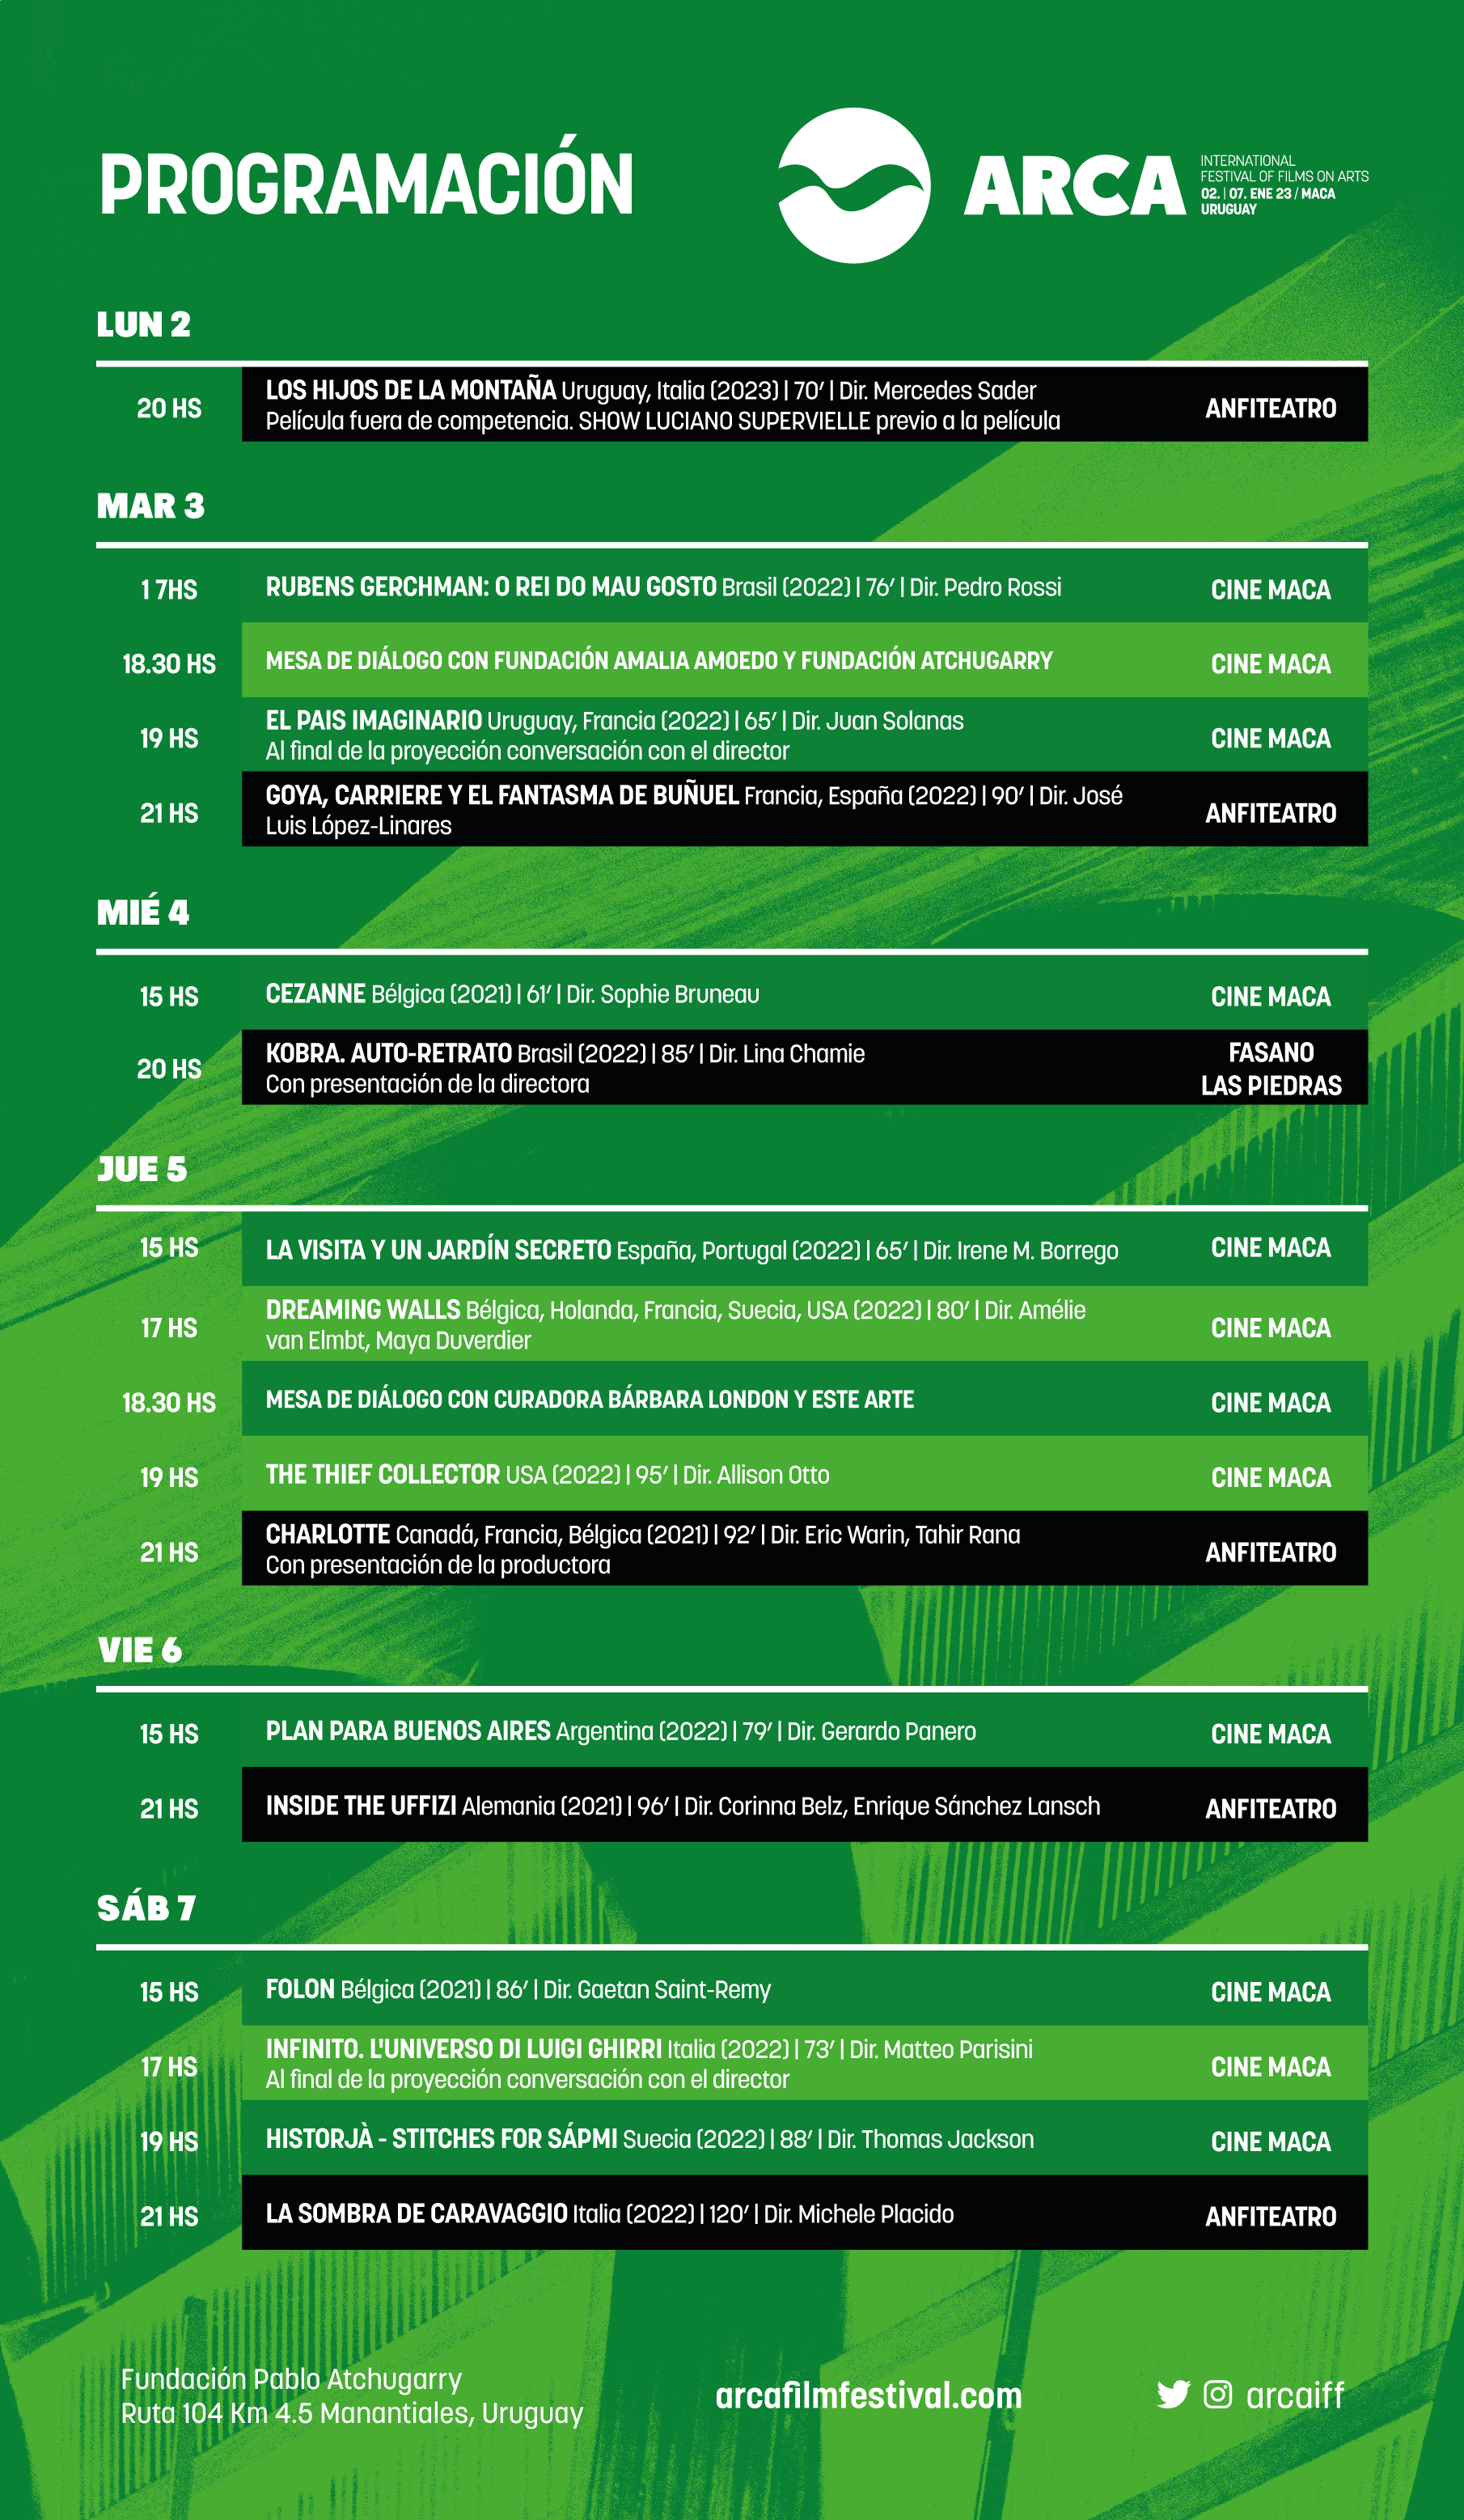 PROGRAMACIÓN
ARCA
INTERNATIONAL
FESTIVAL OF FILMS ON ARTS
02. | 07. ENE 23 / MACA
URUGUAY
LUN 2
20 HS
LOS HIJOS DE LA MONTAÑA Uruguay, Italia (2023) | 70’ | Dir. Mercedes Sader
Película fuera de competencia. SHOW LUCIANO SUPERVIELLE previo a la película
ANFITEATRO
MAR 3
1 7HS
RUBENS GERCHMAN: O REI DO MAU GOSTO Brasil (2022) | 76’ | Dir. Pedro Rossi
CINE MACA
18.30 HS
MESA DE DIÁLOGO CON FUNDACIÓN AMALIA AMOEDO Y FUNDACIÓN ATCHUGARRY
CINE MACA
19 HS
EL PAIS IMAGINARIO Uruguay, Francia (2022) | 65’ | Dir. Juan Solanas
Al final de la proyección conversación con el director
CINE MACA
21 HS
GOYA, CARRIERE Y EL FANTASMA DE BUÑUEL Francia, España (2022) | 90’ | Dir. José
Luis López-Linares
ANFITEATRO
MIÉ 4
15 HS
CEZANNE Bélgica (2021) | 61’ | Dir. Sophie Bruneau
CINE MACA
20 HS
KOBRA. AUTO-RETRATO Brasil (2022) | 85’ | Dir. Lina Chamie
Con presentación de la directora
FASANO
LAS PIEDRAS
JUE 5
15 HS
LA VISITA Y UN JARDÍN SECRETO España, Portugal (2022) | 65’ | Dir. Irene M. Borrego
CINE MACA
17 HS
DREAMING WALLS Bélgica, Holanda, Francia, Suecia, USA (2022) | 80’ | Dir. Amélie
van Elmbt, Maya Duverdier
CINE MACA
18.30 HS
MESA DE DIÁLOGO CON CURADORA BÁRBARA LONDON Y ESTE ARTE
CINE MACA
19 HS
THE THIEF COLLECTOR USA (2022) | 95’ | Dir. Allison Otto
CINE MACA
21 HS
CHARLOTTE Canadá, Francia, Bélgica (2021) | 92’ | Dir. Eric Warin, Tahir Rana
Con presentación de la productora
ANFITEATRO
VIE 6
15 HS
PLAN PARA BUENOS AIRES Argentina (2022) | 79’ | Dir. Gerardo Panero
CINE MACA
21 HS
INSIDE THE UFFIZI Alemania (2021) | 96’ | Dir. Corinna Belz, Enrique Sánchez Lansch
ANFITEATRO
SÁB 7
15 HS
FOLON Bélgica (2021) | 86’ | Dir. Gaetan Saint-Remy
CINE MACA
17 HS
INFINITO. L'UNIVERSO DI LUIGI GHIRRI Italia (2022) | 73’ | Dir. Matteo Parisini
Al final de la proyección conversación con el director
CINE MACA
19 HS
HISTORJÀ - STITCHES FOR SÁPMI Suecia (2022) | 88’ | Dir. Thomas Jackson
CINE MACA
21 HS
LA SOMBRA DE CARAVAGGIO Italia (2022) | 120’ | Dir. Michele Placido
ANFITEATRO
Fundación Pablo Atchugarry
Ruta 104 Km 4.5 Manantiales, Uruguay
arcafilmfestival.com
arcaiff